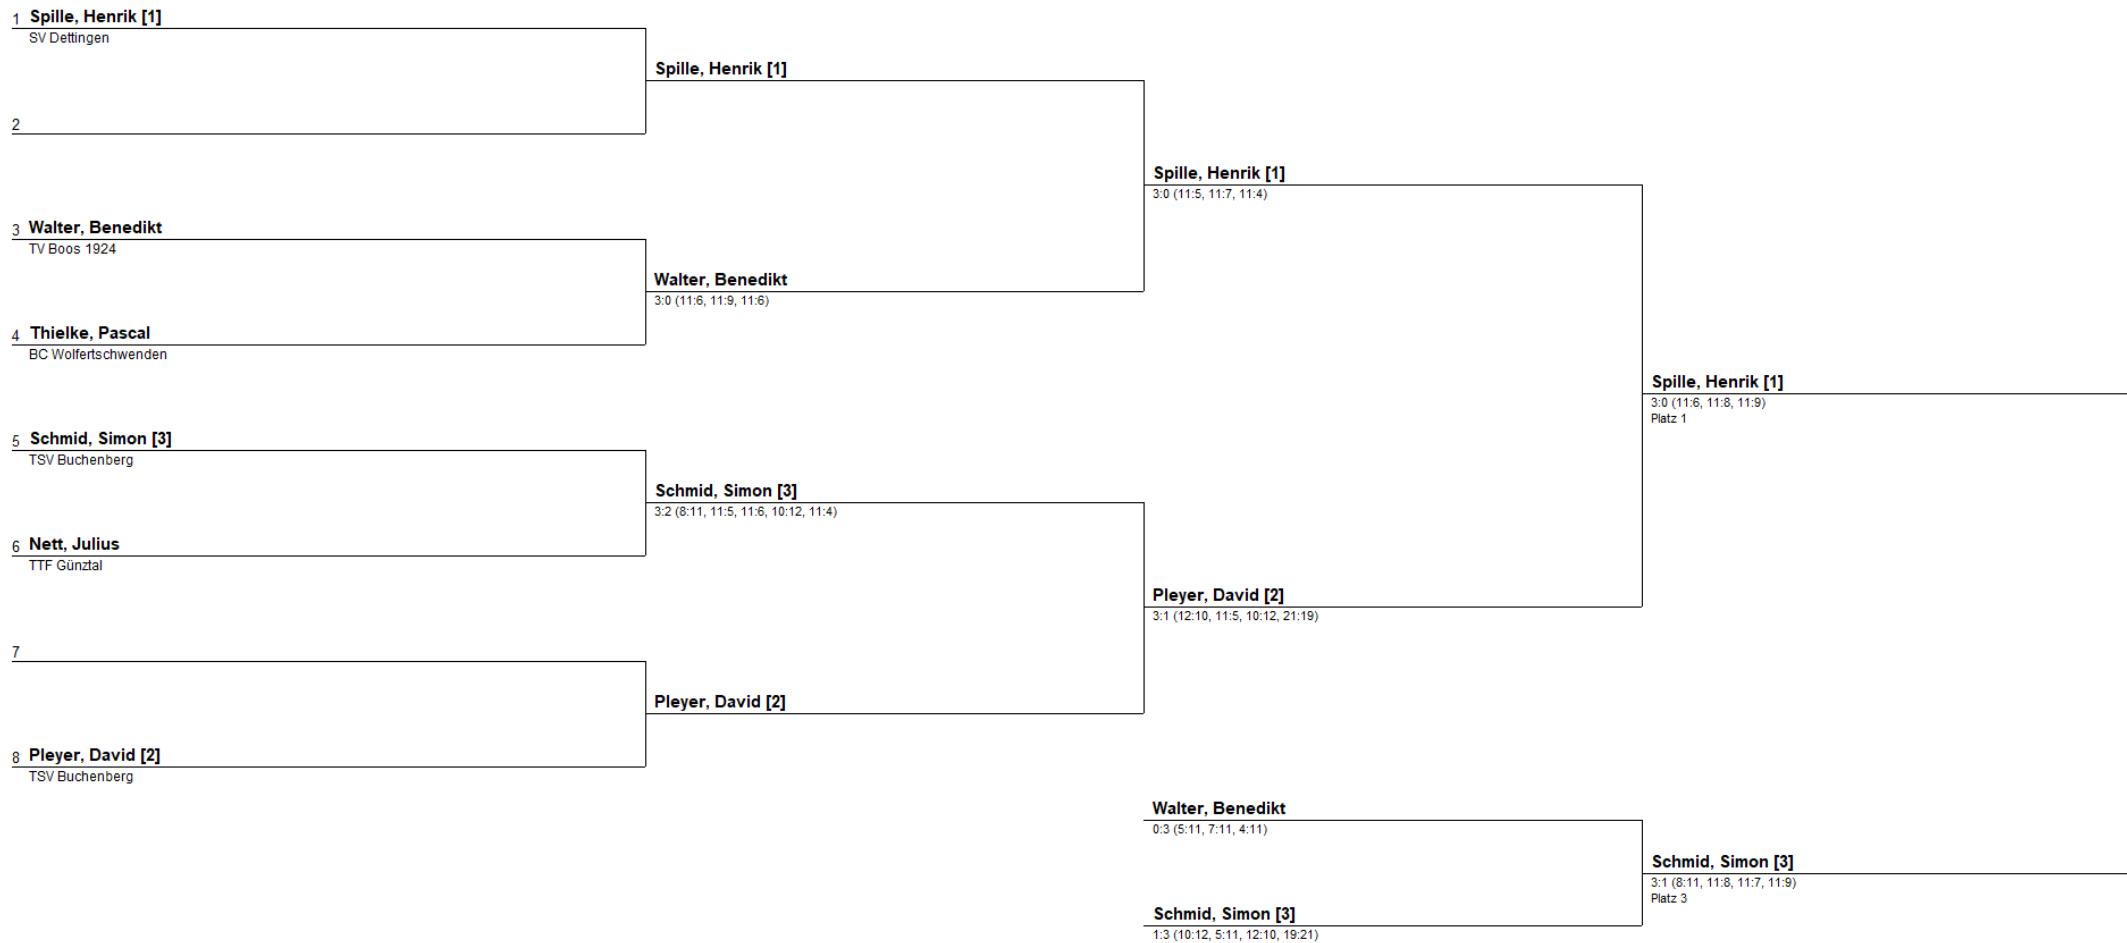 1 Spille, Henrik [1]
SV Dettingen
Spille, Henrik [1]
2
Spille, Henrik [1]
3:0 (11:5, 11:7, 11:4)
3 Walter, Benedikt
TV Boos 1924
Walter, Benedikt
3:0 (11:6, 11:9, 11:6)
4 Thielke, Pascal
BC Wolfertschwenden
Spille, Henrik [1]
3:0 (11:6, 11:8, 11:9)
Platz 1
5 Schmid, Simon [3]
TSV Buchenberg
Schmid, Simon [3]
3:2 (8:11, 11:5, 11:6, 10:12, 11:4)
6 Nett, Julius
TTF Günztal
Pleyer, David [2]
3:1 (12:10, 11:5, 10:12, 21:19)
7
Pleyer, David [2]
8 Pleyer, David [2]
TSV Buchenberg
Walter, Benedikt
0:3 (5:11, 7:11, 4:11)
Schmid, Simon [3]
3:1 (8:11, 11:8, 11:7, 11:9)
Platz 3
Schmid, Simon [3]
1:3 (10:12, 5:11, 12:10, 19:21)